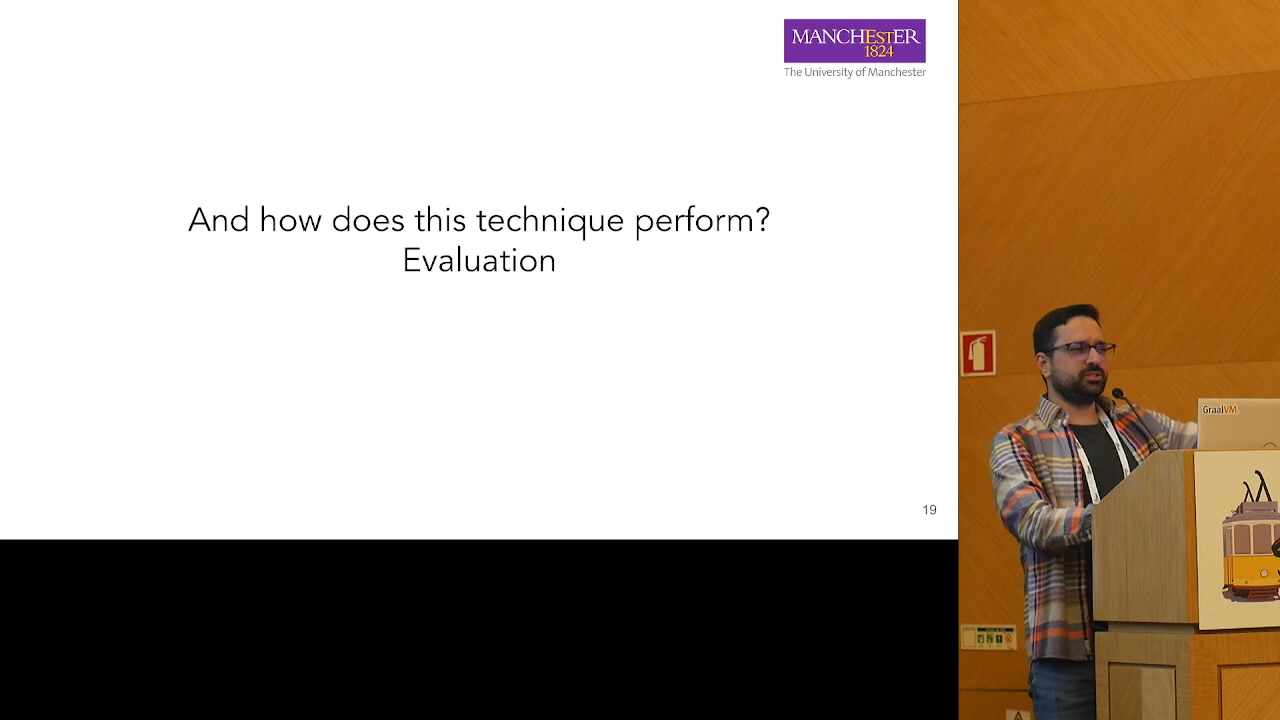 MANCHESTER
1824
The University of Manchester
And how does this technique perform?
Evaluation
19
GraalVM